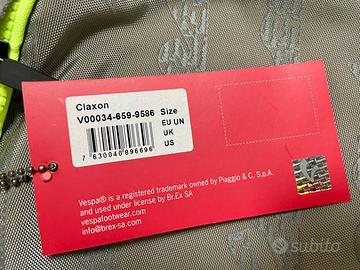 Claxon
V00034-659-9586
Size
EU UN
UK
US
7 630040 896696
Vespa® is a registered trademark owned by Piaggio & C. S.p.A.
and used under license by Br.Ex SA
vespafootwear.com
info@brex-sa.com
subito